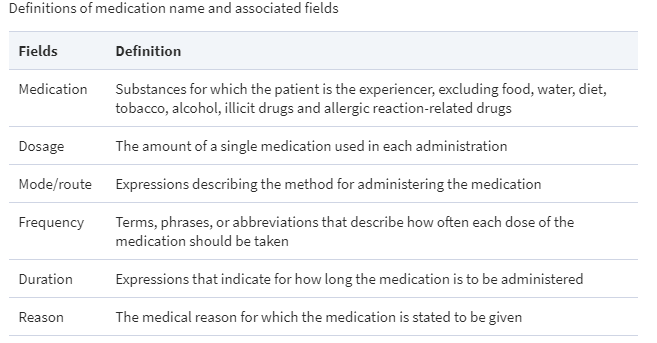 Definitions of medication name and associated fields
Fields Definition
Medication Substances for which the patient is the experiencer, excluding food, water, diet,
tobacco, alcohol, illicit drugs and allergic reaction-related drugs
Dosage The amount of a single medication used in each administration
Mode/route Expressions describing the method for administering the medication
Frequency Terms, phrases, or abbreviations that describe how often each dose of the
medication should be taken
Duration Expressions that indicate for how long the medication is to be administered
Reason The medical reason for which the medication is stated to be given